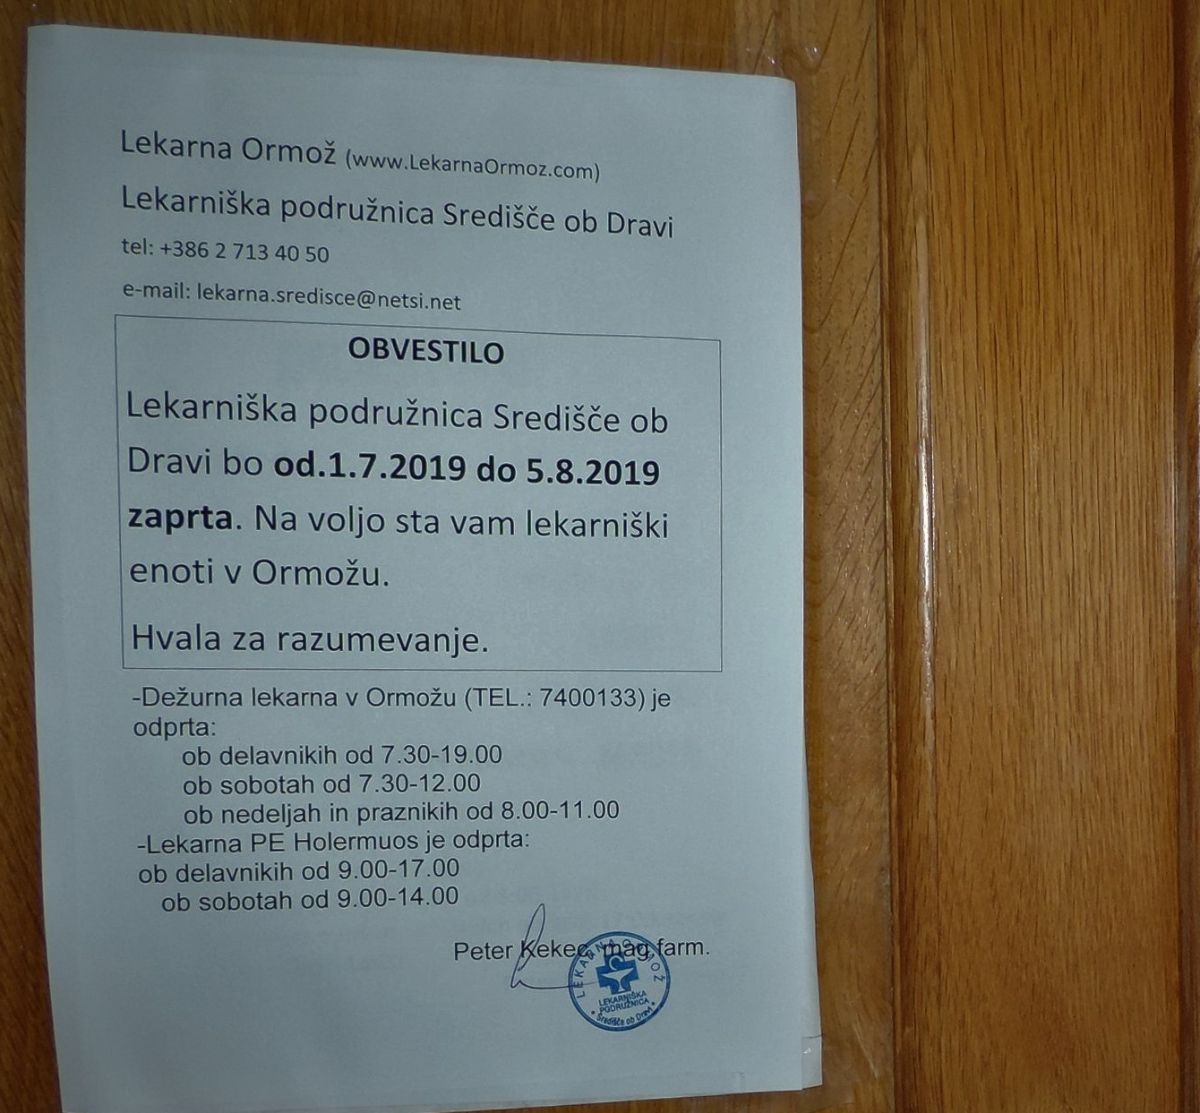 Lekarna Ormož (www.LekarnaOrmoz.com)
Lekarniška podružnica Središče ob Dravi
tel: +386 2 713 40 50
e-mail: lekarna.sredisce@netsi.net
OBVESTILO
Lekarniška podružnica Središče ob
Dravi bo od.1.7.2019 do 5.8.2019
zaprta. Na voljo sta vam lekarniški
enoti v Ormožu.
Hvala za razumevanje.
-Dežurna lekarna v Ormožu (TEL.: 7400133) je
odprta:
ob delavnikih od 7.30-19.00
ob sobotah od 7.30-12.00
ob nedeljah in praznikih od 8.00-11.00
-Lekarna PE Holermuos je odprta:
ob delavnikih od 9.00-17.00
ob sobotah od 9.00-14.00
Peter Kekec, mag farm.
LEKARNA ORMOŽ
LEKARNIŠKA
PODRUŽNICA
Središče ob Dravi